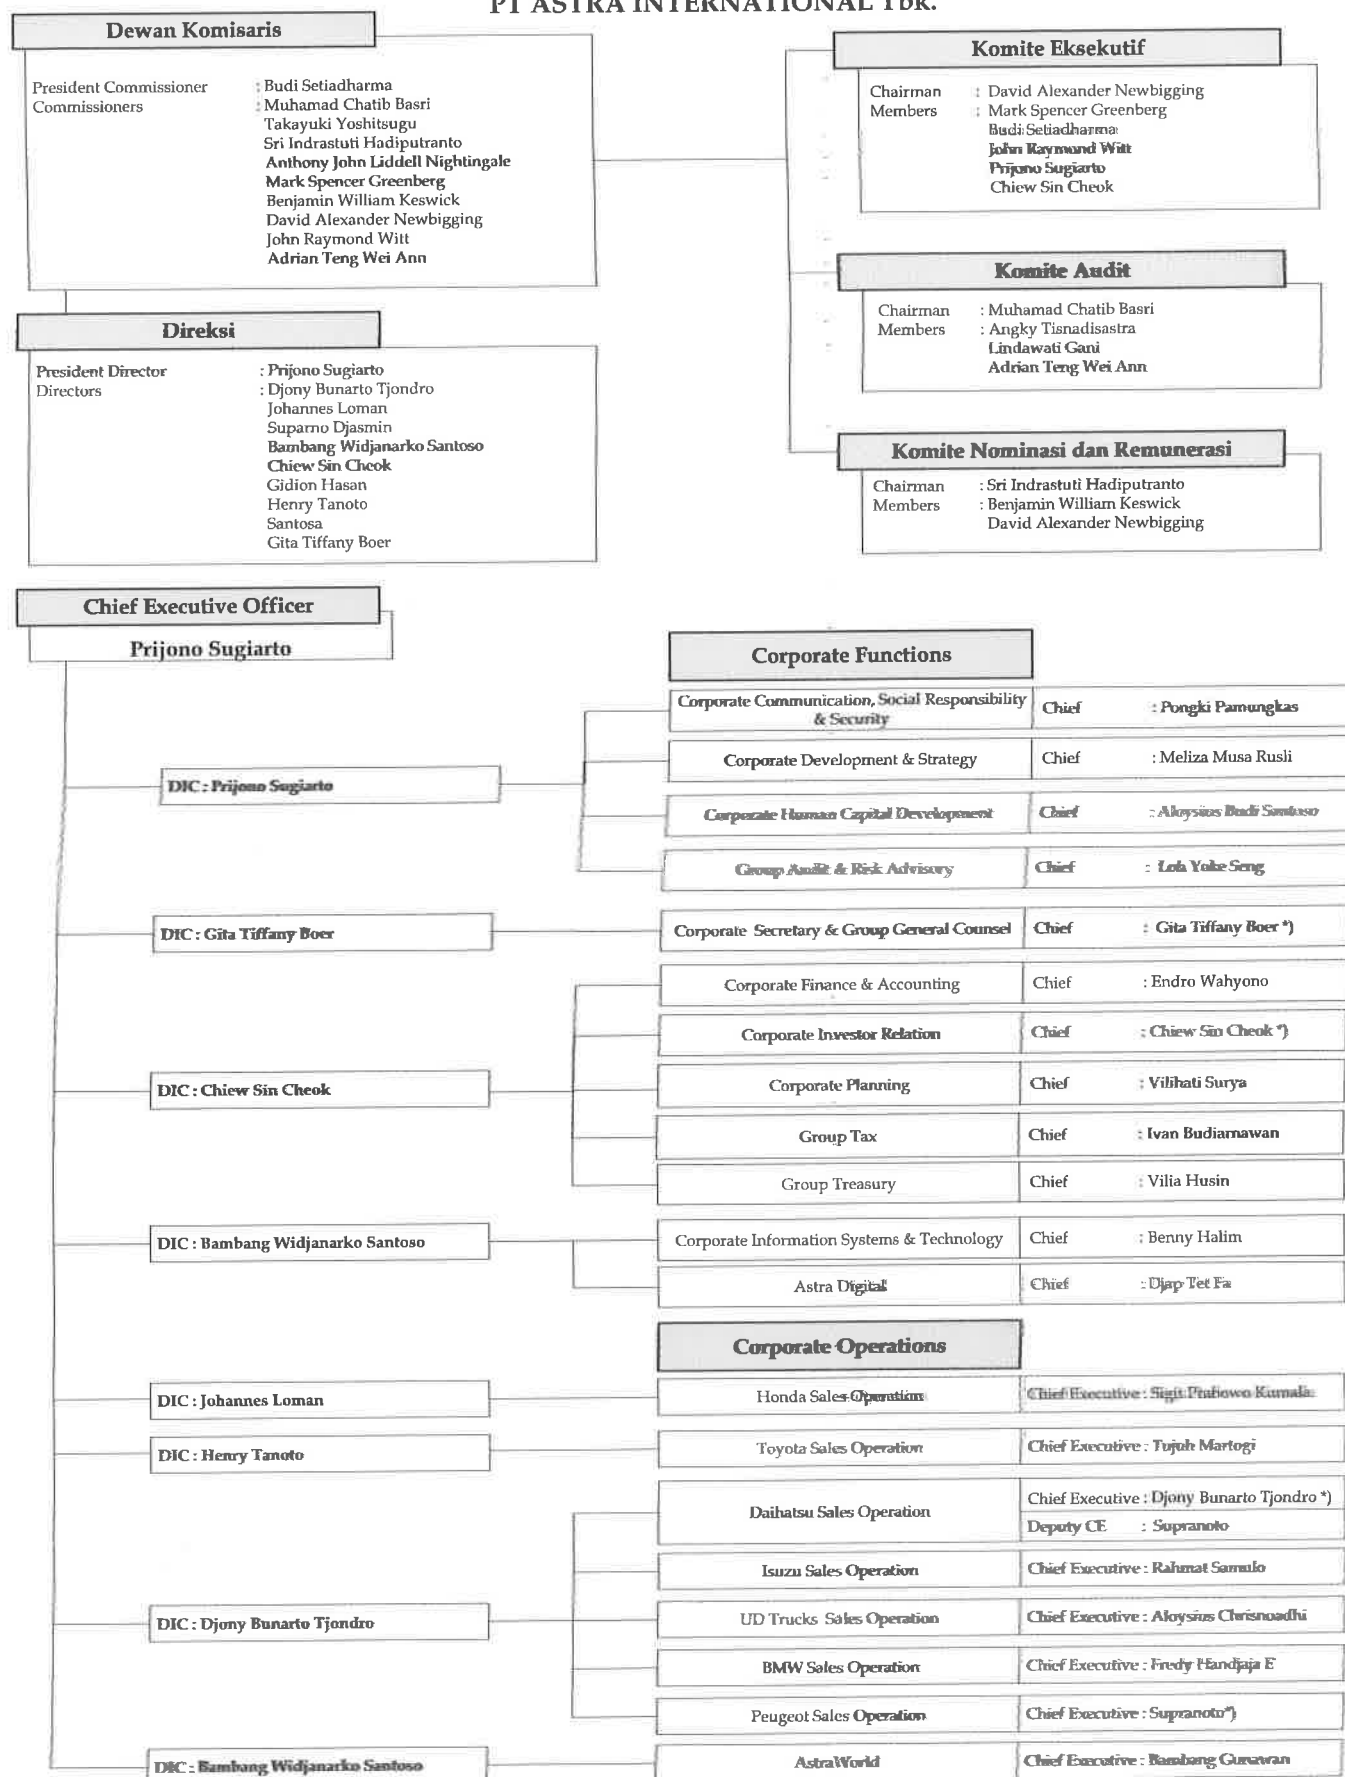 PT ASTRA INTERNATIONAL Tbk.
Dewan Komisaris
President Commissioner : Budi Setiadharma
Commissioners : Muhamad Chatib Basri
Takayuki Yoshitsugu
Sri Indrastuti Hadiputranto
Anthony John Liddell Nightingale
Mark Spencer Greenberg
Benjamin William Keswick
David Alexander Newbigging
John Raymond Witt
Adrian Teng Wei Ann
Komite Eksekutif
Chairman : David Alexander Newbigging
Members : Mark Spencer Greenberg
Budi Setiadharma
John Raymond Witt
Prijono Sugiarto
Chiew Sin Cheok
Komite Audit
Chairman : Muhamad Chatib Basri
Members : Angky Tisnadisastra
Lindawati Gani
Adrian Teng Wei Ann
Direksi
President Director : Prijono Sugiarto
Directors : Djony Bunarto Tjondro
Johannes Loman
Suparno Djasmin
Bambang Widjanarko Santoso
Chiew Sin Cheok
Gidion Hasan
Henry Tanoto
Santosa
Gita Tiffany Boer
Komite Nominasi dan Remunerasi
Chairman : Sri Indrastuti Hadiputranto
Members : Benjamin William Keswick
David Alexander Newbigging
Chief Executive Officer
Prijono Sugiarto
Corporate Functions
DIC : Prijono Sugiarto
Corporate Communication, Social Responsibility
& Security
Chief : Pongki Pamungkas
Corporate Development & Strategy Chief : Meliza Musa Rusli
Corporate Human Capital Development Chief : Aloysius Budi Santoso
Group Audit & Risk Advisory Chief : Loh Yoke Seng
DIC : Gita Tiffany Boer
Corporate Secretary & Group General Counsel Chief : Gita Tiffany Boer *)
DIC : Chiew Sin Cheok
Corporate Finance & Accounting Chief : Endro Wahyono
Corporate Investor Relation Chief : Chiew Sin Cheok *)
Corporate Planning Chief : Vilihati Surya
Group Tax Chief : Ivan Budiarnawan
Group Treasury Chief : Vilia Husin
DIC : Bambang Widjanarko Santoso
Corporate Information Systems & Technology Chief : Benny Halim
Astra Digital Chief : Djap Tet Fa
Corporate Operations
DIC : Johannes Loman
Honda Sales Operation Chief Executive : Sigit Prabowo Kumala
DIC : Henry Tanoto
Toyota Sales Operation Chief Executive : Tujuh Martogi
DIC : Djony Bunarto Tjondro
Daihatsu Sales Operation Chief Executive : Djony Bunarto Tjondro *)
Deputy CE : Supranoto
Isuzu Sales Operation Chief Executive : Rahmat Samulo
UD Trucks Sales Operation Chief Executive : Aloysius Chrisnoadhi
BMW Sales Operation Chief Executive : Fredy Handjaja E
Peugeot Sales Operation Chief Executive : Supranoto*)
DIC : Bambang Widjanarko Santoso
AstraWorld Chief Executive : Bambang Gunawan